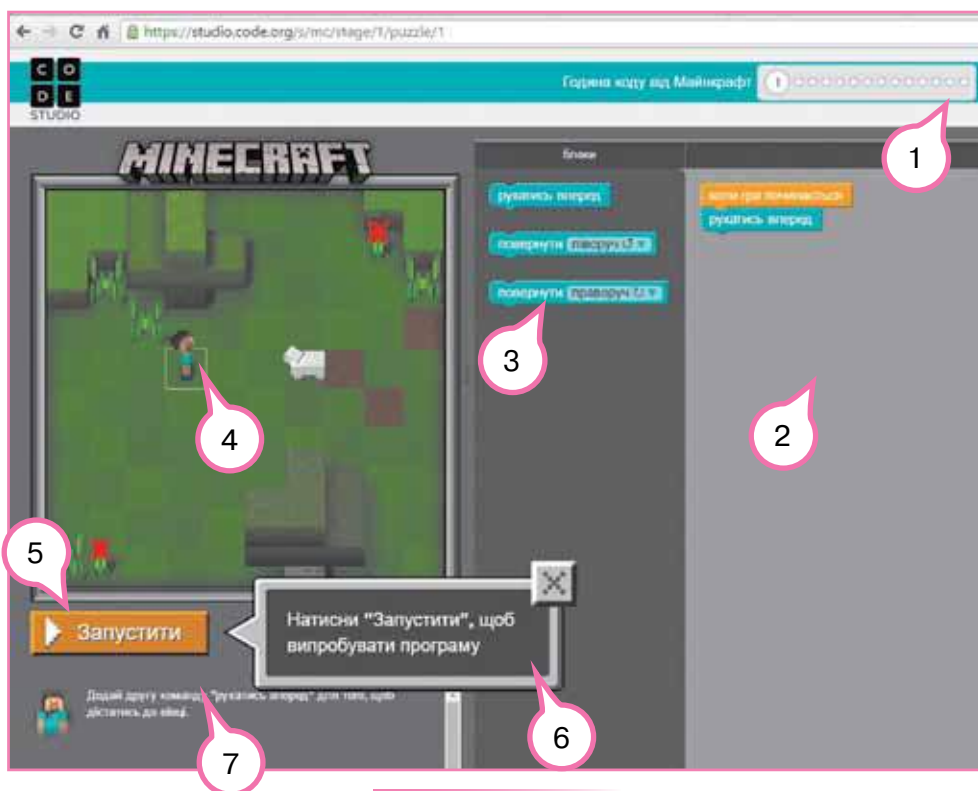 https://studio.code.org/s/mc/stage/1/puzzle/1
C O
D E
STUDIO
Година коду від Майнкрафт 1
1
MINECRAFT
блоки
рухатись вперед
коли гра починається
рухатись вперед
повернути ліворуч ↺ ▼
повернути праворуч ↻ ▼
3
4
2
5
Запустити
Натисни "Запустити", щоб
випробувати програму
Додай другу команду "рухатись вперед" для того, щоб
дістатись до вівці.
6
7